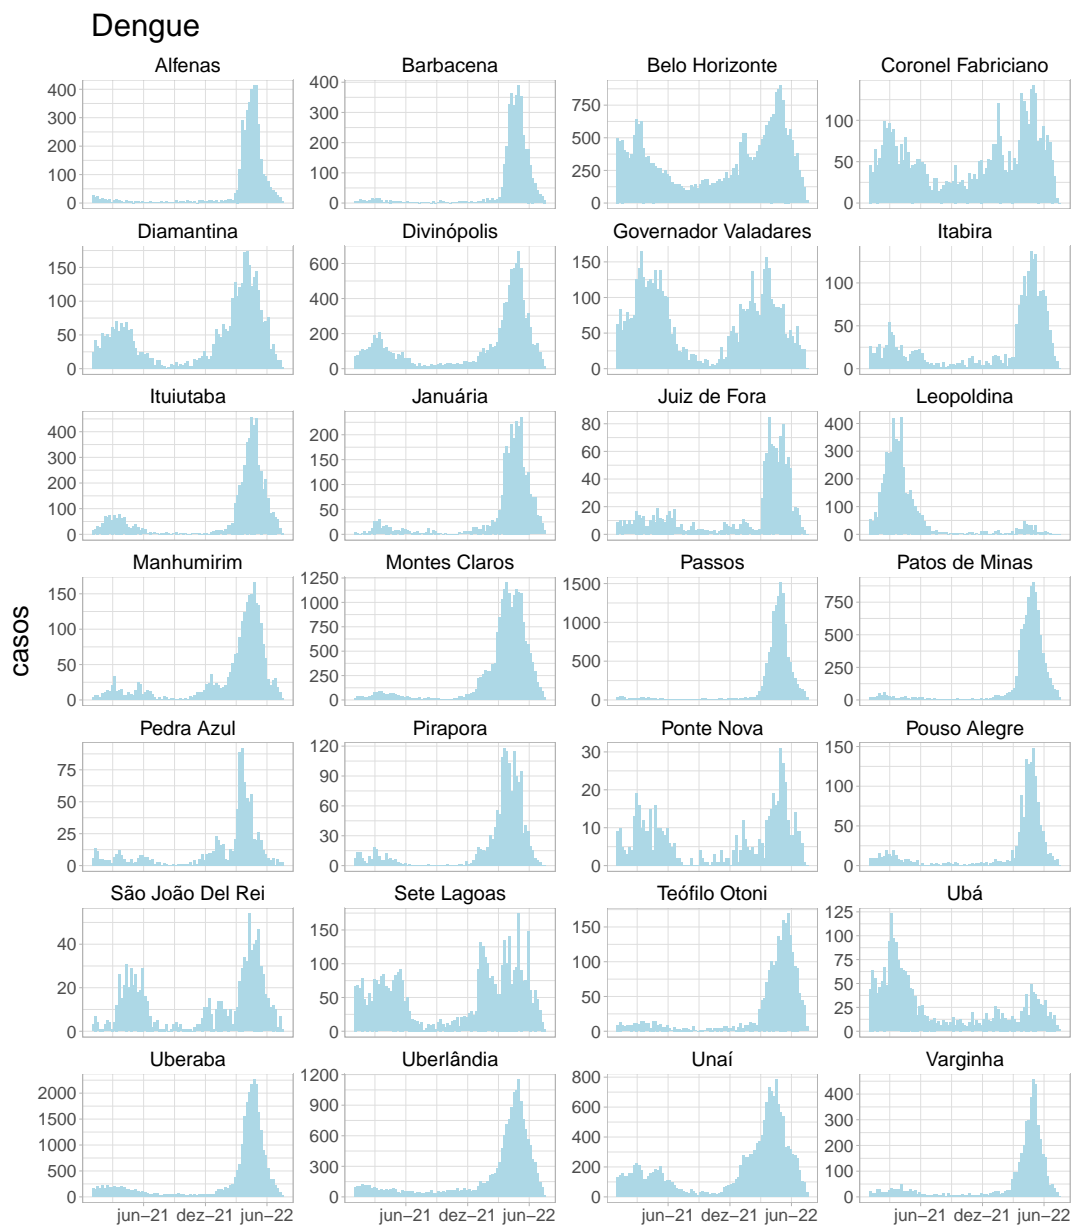 Dengue
Alfenas Barbacena Belo Horizonte Coronel Fabriciano
400 300 200 100 0
400 300 200 100 0
750 500 250 0
100 50 0
Diamantina Divinópolis Governador Valadares Itabira
150 100 50 0
600 400 200 0
150 100 50 0
100 50 0
Ituiutaba Januária Juiz de Fora Leopoldina
400 300 200 100 0
200 150 100 50 0
80 60 40 20 0
400 300 200 100 0
Manhumirim Montes Claros Passos Patos de Minas
150 100 50 0
1250 1000 750 500 250 0
1500 1000 500 0
750 500 250 0
casos
Pedra Azul Pirapora Ponte Nova Pouso Alegre
75 50 25 0
120 90 60 30 0
30 20 10 0
150 100 50 0
São João Del Rei Sete Lagoas Teófilo Otoni Ubá
40 20 0
150 100 50 0
150 100 50 0
125 100 75 50 25 0
Uberaba Uberlândia Unaí Varginha
2000 1500 1000 500 0
1200 900 600 300 0
800 600 400 200 0
400 300 200 100 0
jun–21 dez–21 jun–22 jun–21 dez–21 jun–22 jun–21 dez–21 jun–22 jun–21 dez–21 jun–22